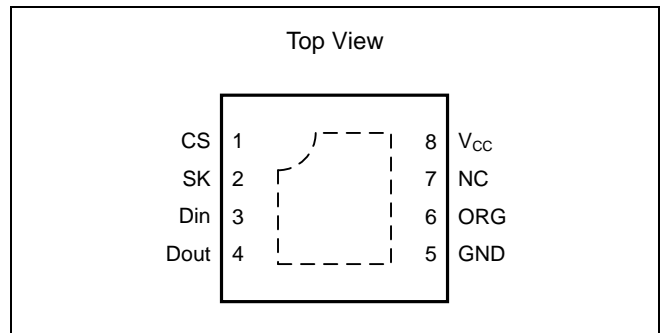 Top View
CS 1 8 VCC
SK 2 7 NC
Din 3 6 ORG
Dout 4 5 GND